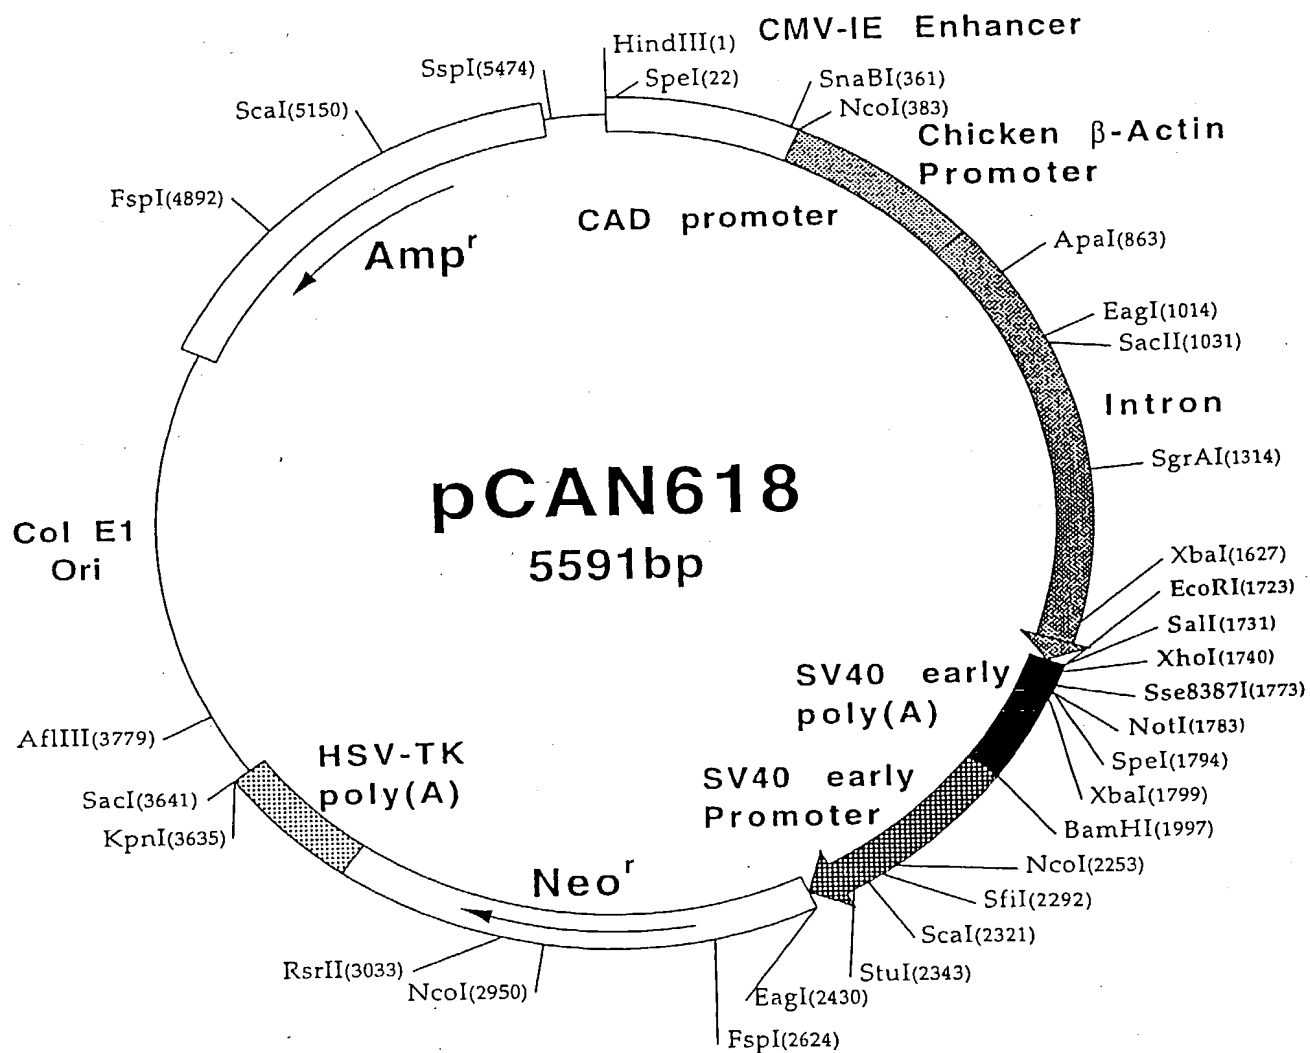 HindIII(1)
CMV-IE Enhancer
SspI(5474)
SpeI(22)
SnaBI(361)
ScaI(5150)
NcoI(383)
Chicken β-Actin
Promoter
FspI(4892)
CAD promoter
Amp^r
ApaI(863)
EagI(1014)
SacII(1031)
Intron
SgrAI(1314)
pCAN618
5591bp
Col E1
Ori
XbaI(1627)
EcoRI(1723)
SalI(1731)
XhoI(1740)
SV40 early
poly(A)
Sse8387I(1773)
NotI(1783)
SpeI(1794)
XbaI(1799)
BamHI(1997)
AflIII(3779)
HSV-TK
poly(A)
SV40 early
Promoter
SacI(3641)
KpnI(3635)
NcoI(2253)
Neo^r
SfiI(2292)
ScaI(2321)
StuI(2343)
RsrII(3033)
NcoI(2950)
EagI(2430)
FspI(2624)